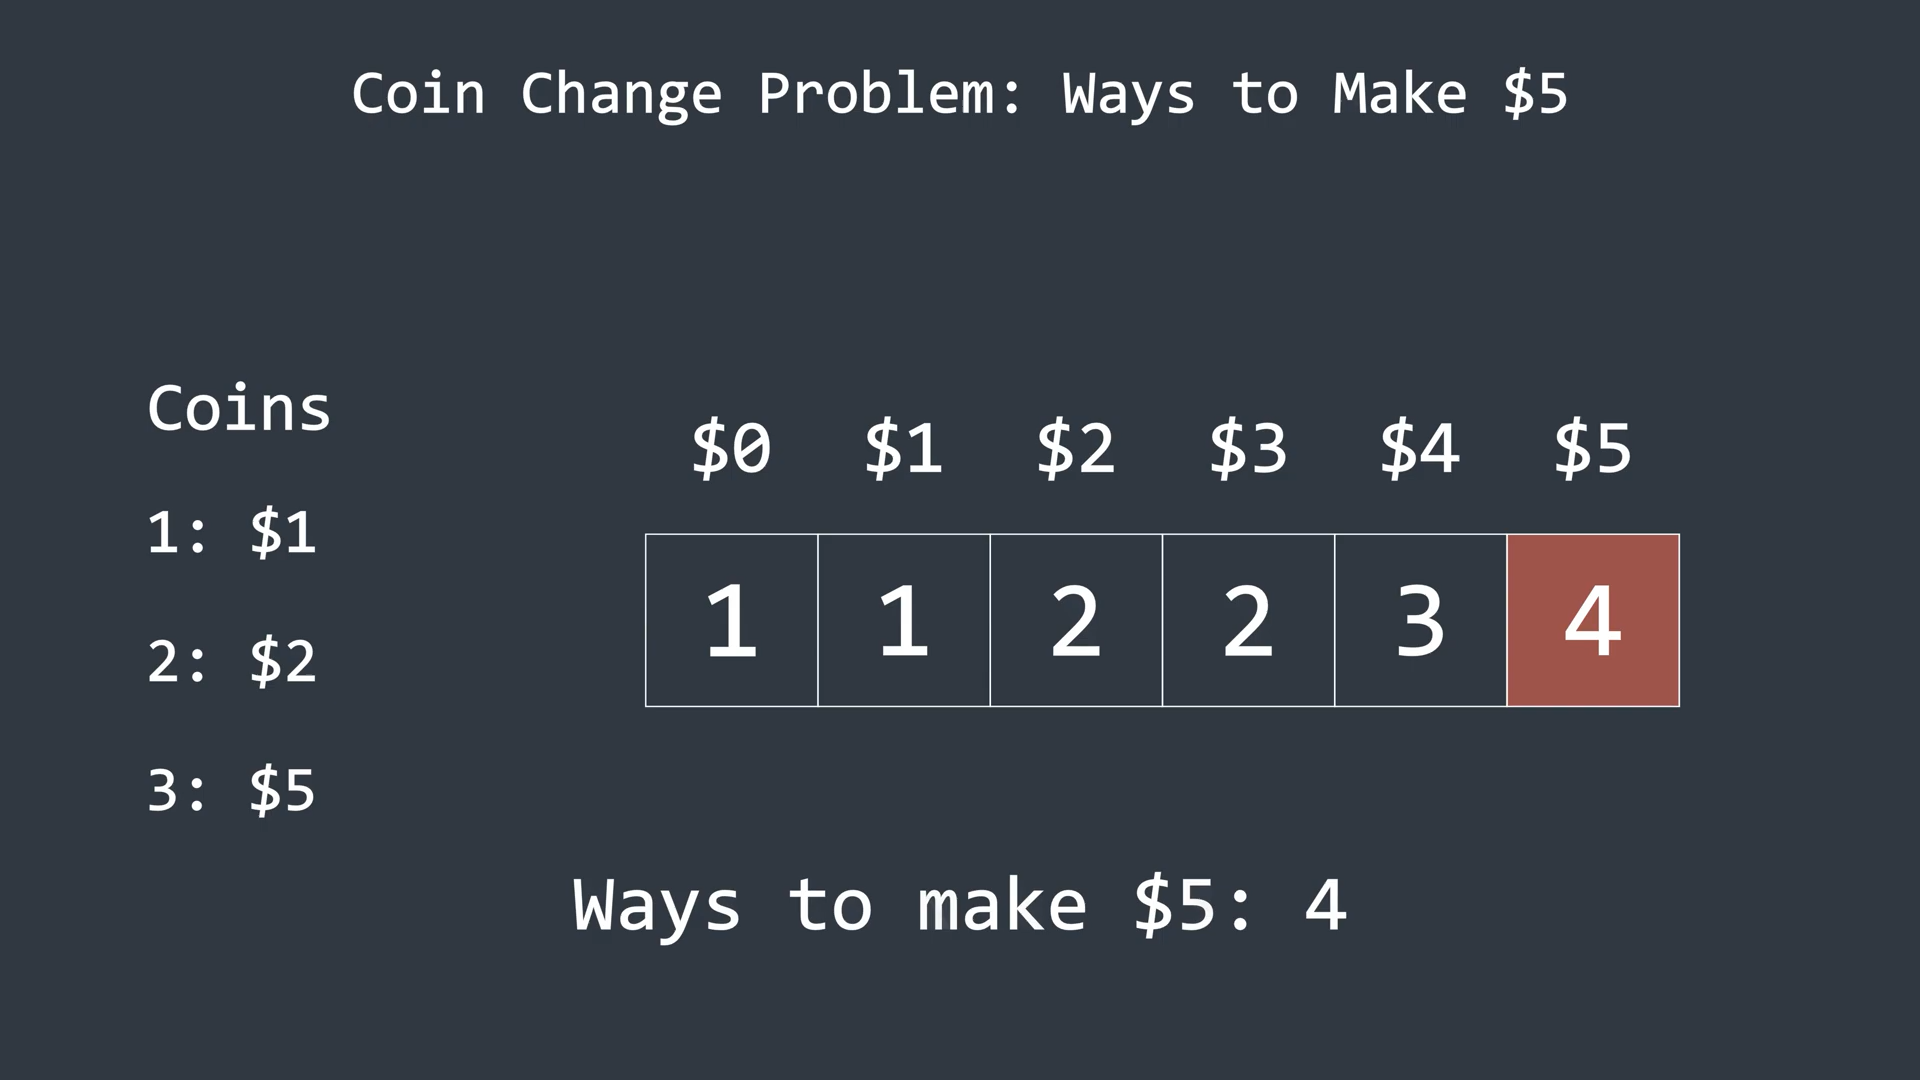 Coin Change Problem: Ways to Make $5
Coins
1: $1
2: $2
3: $5
$0 $1 $2 $3 $4 $5
1 1 2 2 3 4
Ways to make $5: 4